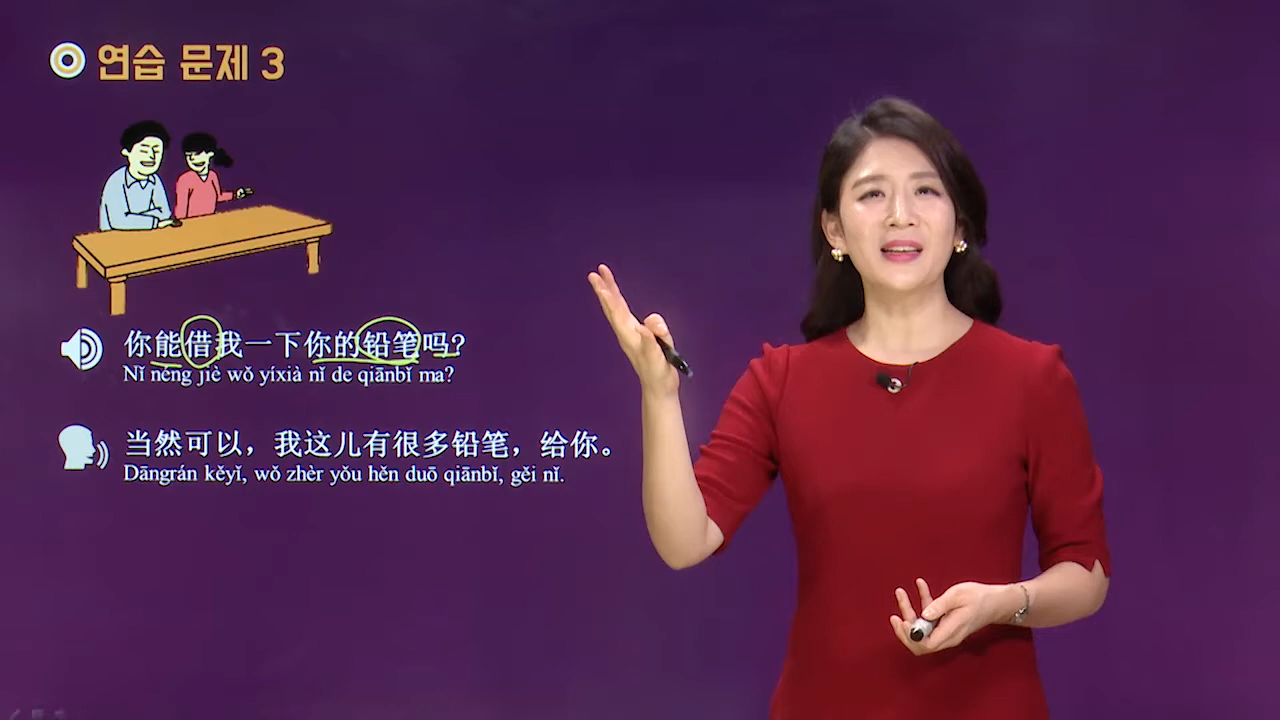 연습 문제 3
你能借我一下你的铅笔吗?
Nǐ néng jiè wǒ yíxià nǐ de qiānbǐ ma?
当然可以，我这儿有很多铅笔，给你。
Dāngrán kěyǐ, wǒ zhèr yǒu hěn duō qiānbǐ, gěi nǐ.